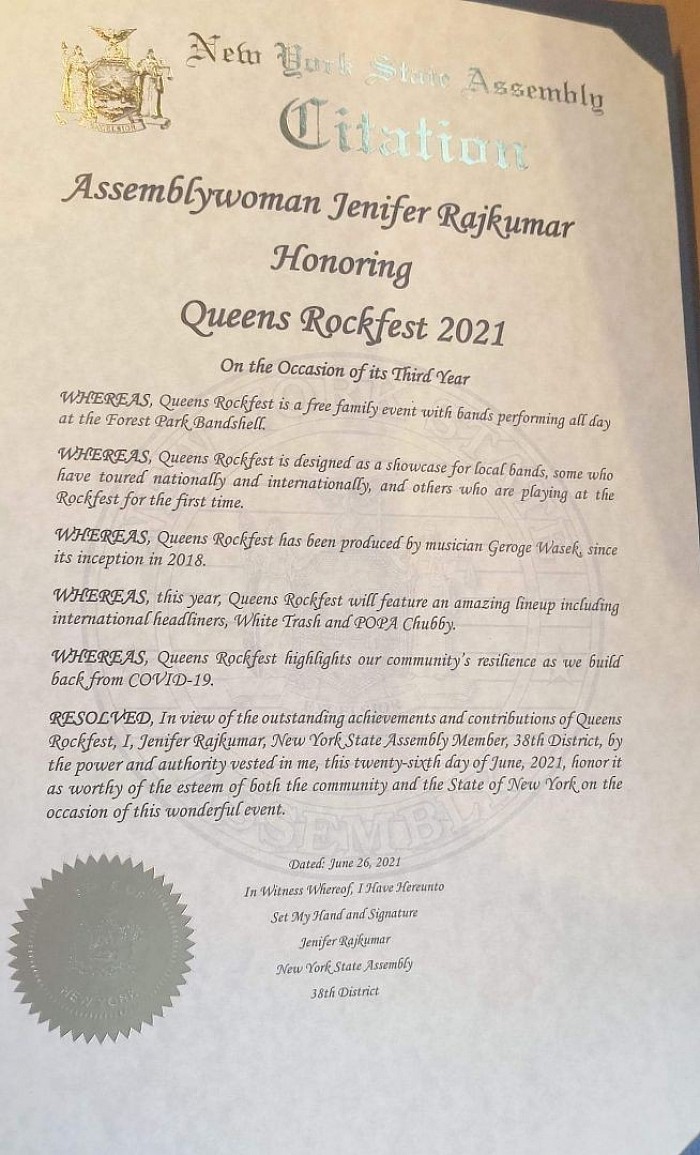 New York State Assembly
Citation
EXCELSIOR
Assemblywoman Jenifer Rajkumar
Honoring
Queens Rockfest 2021
On the Occasion of its Third Year
WHEREAS, Queens Rockfest is a free family event with bands performing all day
at the Forest Park Bandshell.
WHEREAS, Queens Rockfest is designed as a showcase for local bands, some who
have toured nationally and internationally, and others who are playing at the
Rockfest for the first time.
WHEREAS, Queens Rockfest has been produced by musician Geroge Wasek, since
its inception in 2018.
WHEREAS, this year, Queens Rockfest will feature an amazing lineup including
international headliners, White Trash and POPA Chubby.
WHEREAS, Queens Rockfest highlights our community's resilience as we build
back from COVID-19.
RESOLVED, In view of the outstanding achievements and contributions of Queens
Rockfest, I, Jenifer Rajkumar, New York State Assembly Member, 38th District, by
the power and authority vested in me, this twenty-sixth day of June, 2021, honor it
as worthy of the esteem of both the community and the State of New York on the
occasion of this wonderful event.
ASSEMBLY
Dated: June 26, 2021
In Witness Whereof, I Have Hereunto
Set My Hand and Signature
Jenifer Rajkumar
New York State Assembly
38th District
STATE OF
NEW YORK